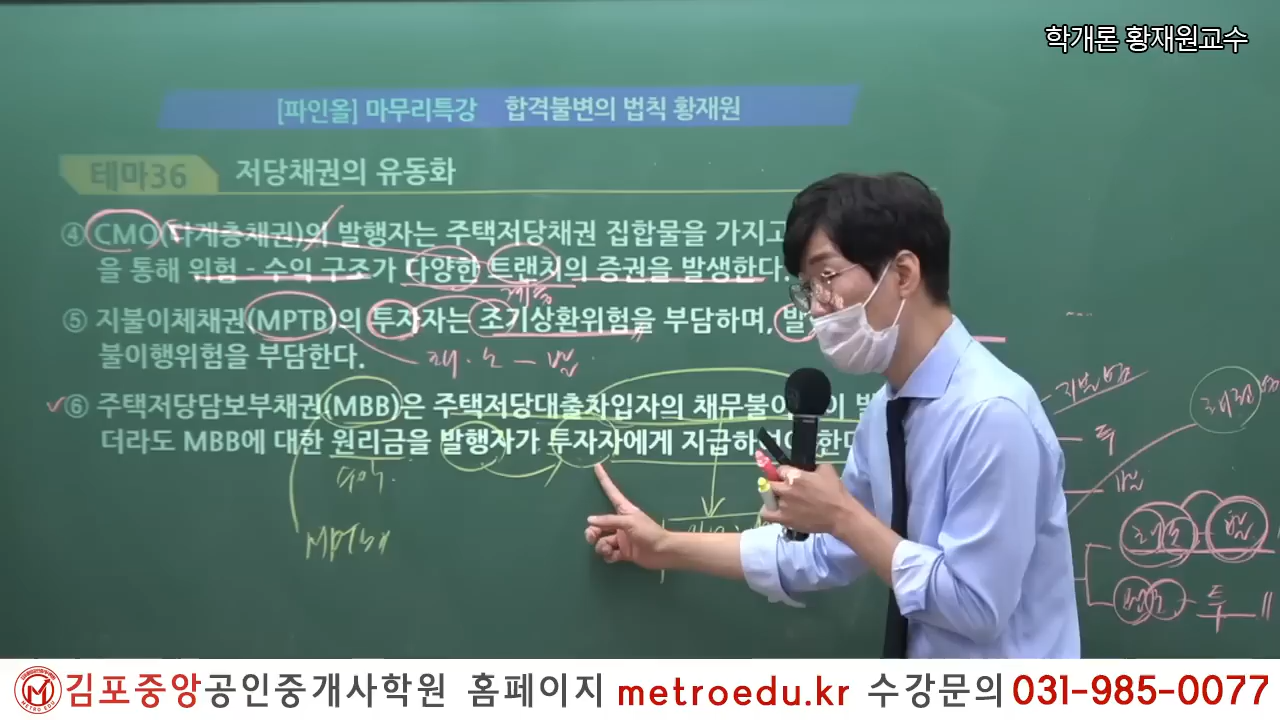 학개론 황재원교수
[파인올] 마무리특강 합격불변의 법칙 황재원
테마36 저당채권의 유동화
④ CMO(다계층채권)의 발행자는 주택저당채권 집합물을 가지고
을 통해 위험 - 수익 구조가 다양한 트랜치의 증권을 발생한다.
계층
⑤ 지불이체채권(MPTB)의 투자자는 조기상환위험을 부담하며, 발
불이행위험을 부담한다.
⑥ 주택저당담보부채권(MBB)은 주택저당대출차입자의 채무불이
더라도 MBB에 대한 원리금을 발행자가 투자자에게 지급하여야 한다
투
김포중앙공인중개사학원 홈페이지 metroedu.kr 수강문의 031-985-0077